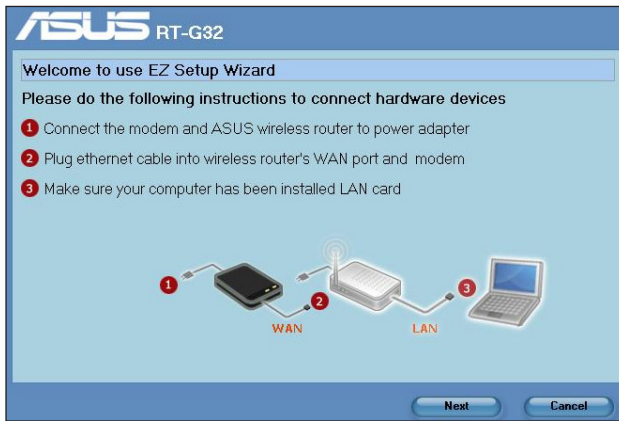 ASUS RT-G32
Welcome to use EZ Setup Wizard
Please do the following instructions to connect hardware devices
1 Connect the modem and ASUS wireless router to power adapter
2 Plug ethernet cable into wireless router's WAN port and modem
3 Make sure your computer has been installed LAN card
1
2
3
WAN
LAN
Next
Cancel